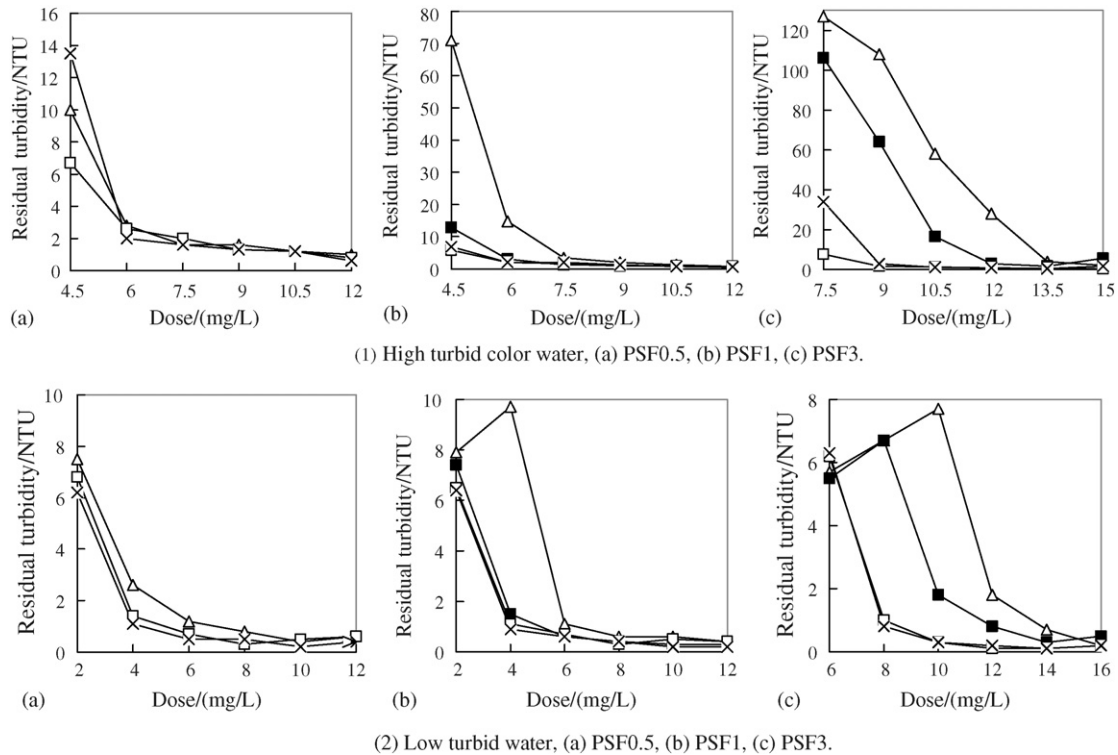 16
14
12
10
8
6
4
2
0
Residual turbidity/NTU
4.5 6 7.5 9 10.5 12
(a) Dose/(mg/L)
80
70
60
50
40
30
20
10
0
Residual turbidity/NTU
4.5 6 7.5 9 10.5 12
(b) Dose/(mg/L)
120
100
80
60
40
20
0
Residual turbidity/NTU
7.5 9 10.5 12 13.5 15
(c) Dose/(mg/L)
(1) High turbid color water, (a) PSF0.5, (b) PSF1, (c) PSF3.
10
8
6
4
2
0
Residual turbidity/NTU
2 4 6 8 10 12
(a) Dose/(mg/L)
10
8
6
4
2
0
Residual turbidity/NTU
2 4 6 8 10 12
(b) Dose/(mg/L)
8
6
4
2
0
Residual turbidity/NTU
6 8 10 12 14 16
(c) Dose/(mg/L)
(2) Low turbid water, (a) PSF0.5, (b) PSF1, (c) PSF3.